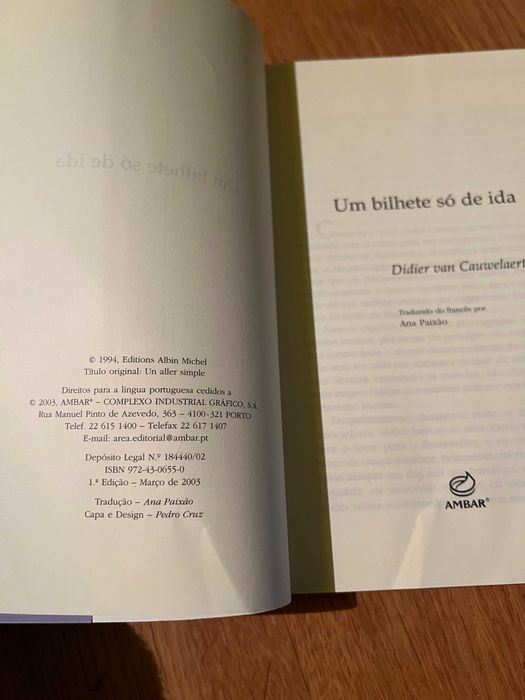 © 1994, Editions Albin Michel
Título original: Un aller simple
Direitos para a língua portuguesa cedidos a
© 2003, AMBAR® – COMPLEXO INDUSTRIAL GRÁFICO, S.A.
Rua Manuel Pinto de Azevedo, 363 – 4100-321 PORTO
Telef. 22 615 1400 – Telefax 22 617 1407
E-mail: area.editorial@ambar.pt
Depósito Legal N.º 184440/02
ISBN 972-43-0655-0
1.ª Edição – Março de 2003
Tradução – Ana Paixão
Capa e Design – Pedro Cruz
Um bilhete só de ida
Didier van Cauwelaert
Traduzido do francês por
Ana Paixão
AMBAR®